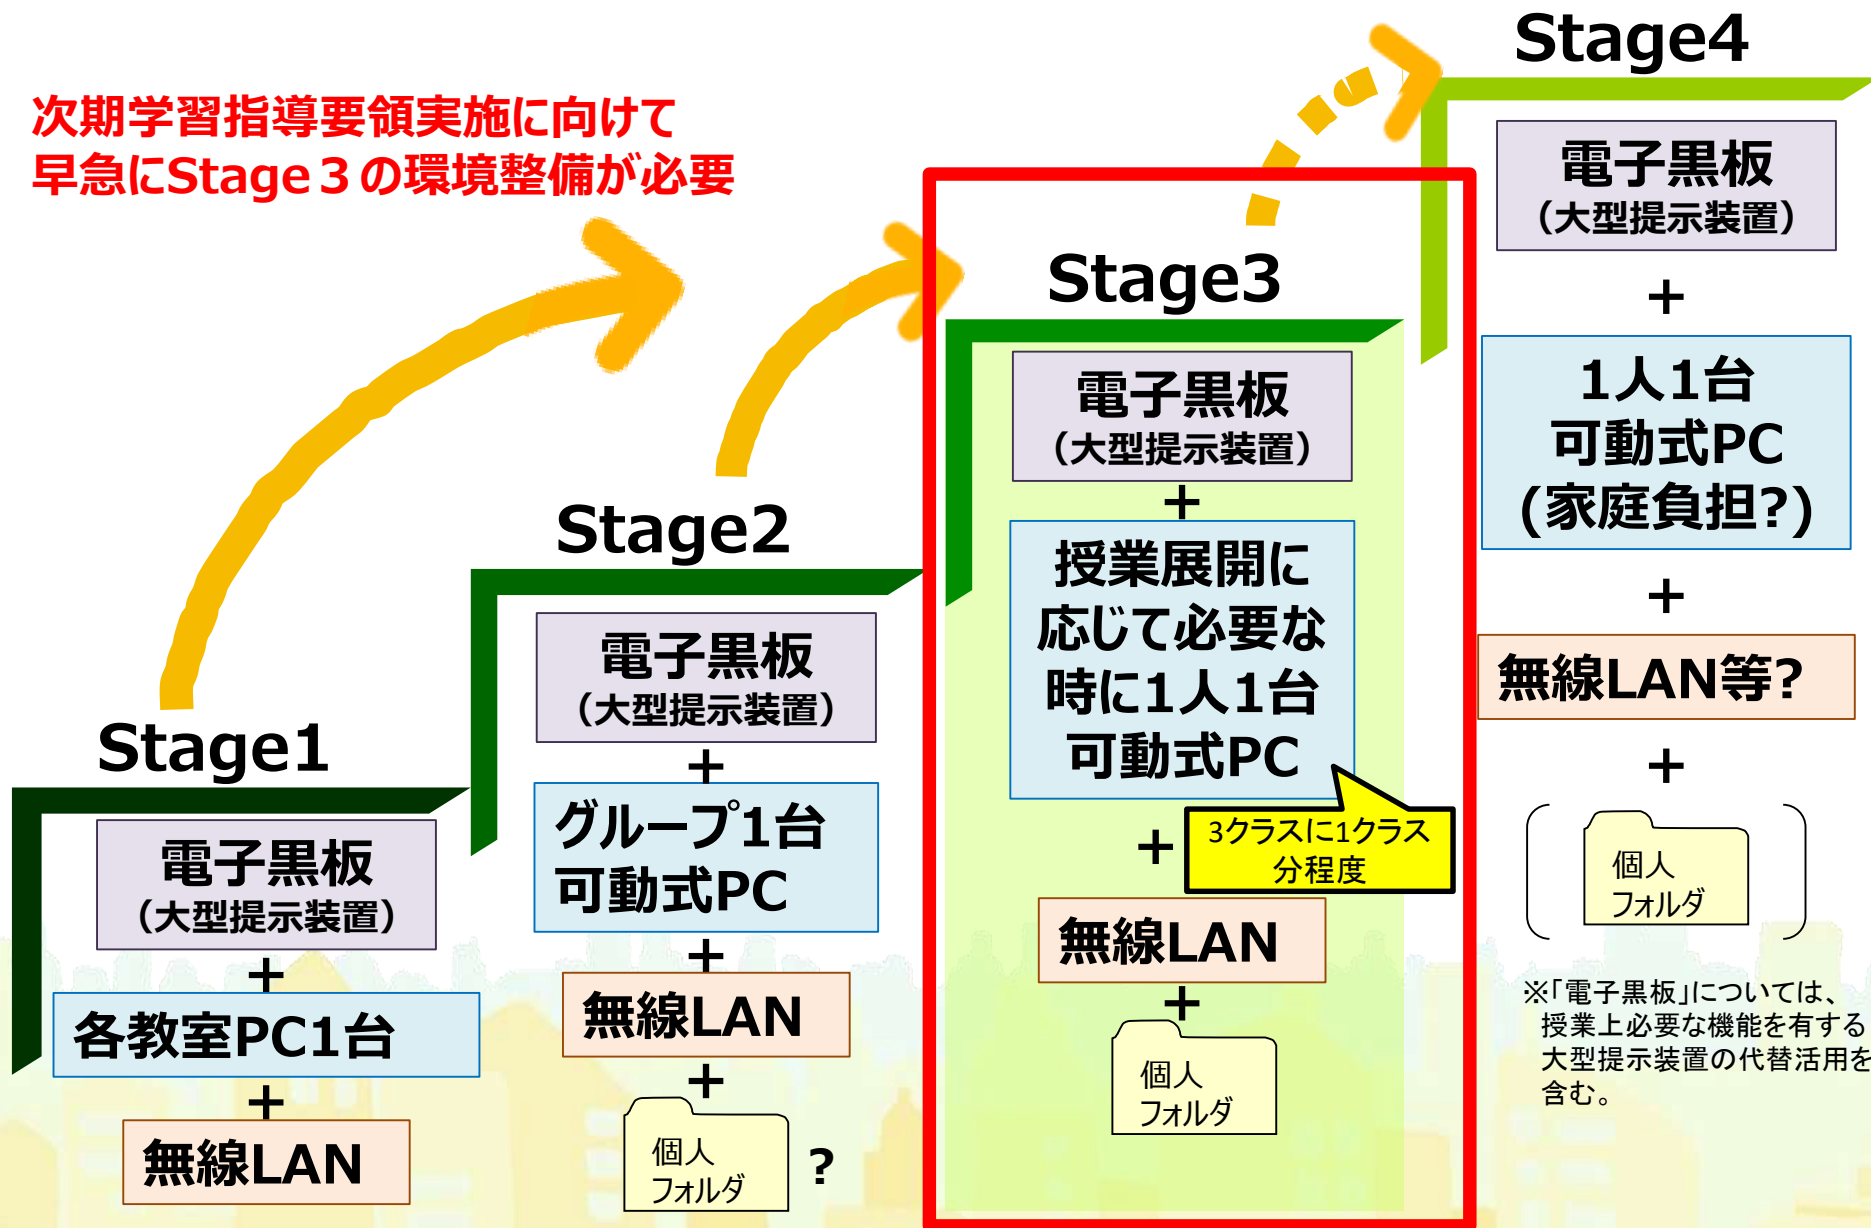 次期学習指導要領実施に向けて
早急にStage３の環境整備が必要
Stage1
電子黒板
（大型提示装置）
+
各教室PC1台
+
無線LAN
Stage2
電子黒板
（大型提示装置）
+
グループ1台
可動式PC
+
無線LAN
+
個人
フォルダ
?
Stage3
電子黒板
（大型提示装置）
+
授業展開に
応じて必要な
時に1人1台
可動式PC
3クラスに1クラス
分程度
+
無線LAN
+
個人
フォルダ
Stage4
電子黒板
（大型提示装置）
+
1人1台
可動式PC
(家庭負担?)
+
無線LAN等?
+
個人
フォルダ
※「電子黒板」については、
授業上必要な機能を有する
大型提示装置の代替活用を
含む。